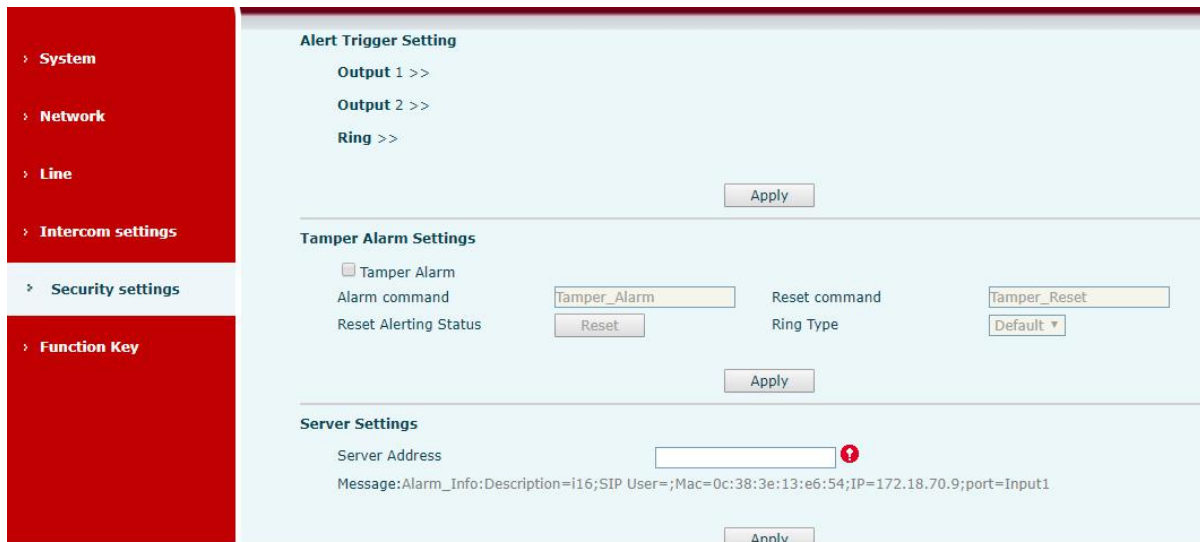 System
Network
Line
Intercom settings
Security settings
Function Key
Alert Trigger Setting
Output 1 >>
Output 2 >>
Ring >>
Apply
Tamper Alarm Settings
Tamper Alarm
Alarm command Tamper_Alarm Reset command Tamper_Reset
Reset Alerting Status Reset Ring Type Default
Apply
Server Settings
Server Address
Message:Alarm_Info:Description=i16;SIP User=;Mac=0c:38:3e:13:e6:54;IP=172.18.70.9;port=Input1
Apply